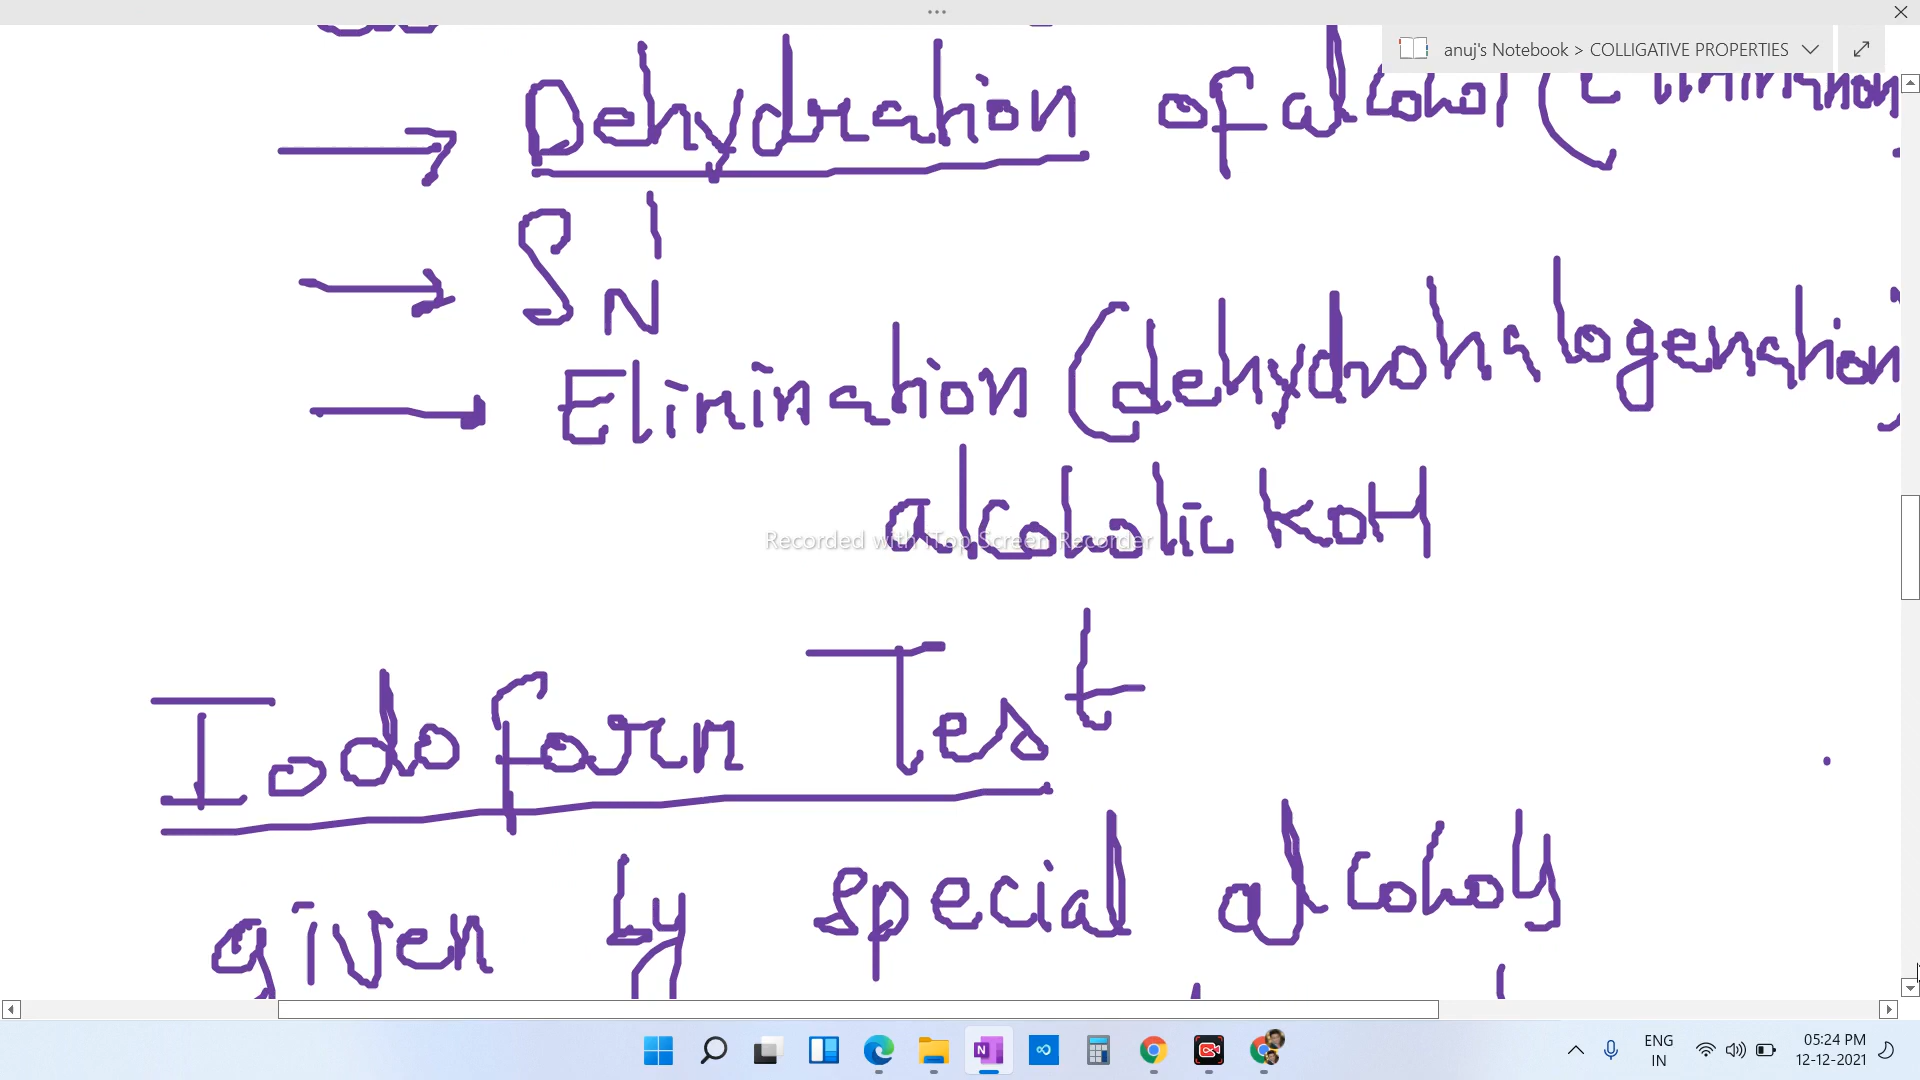 anuj's Notebook > COLLIGATIVE PROPERTIES
→ Dehydration of alcohol (Elimination
→ SN1
→ Elimination (dehydrohalogenation)
alcoholic KOH
Recorded with iTop Screen Recorder
Iodoform Test
given by special alcohols
ENG
IN
05:24 PM
12-12-2021